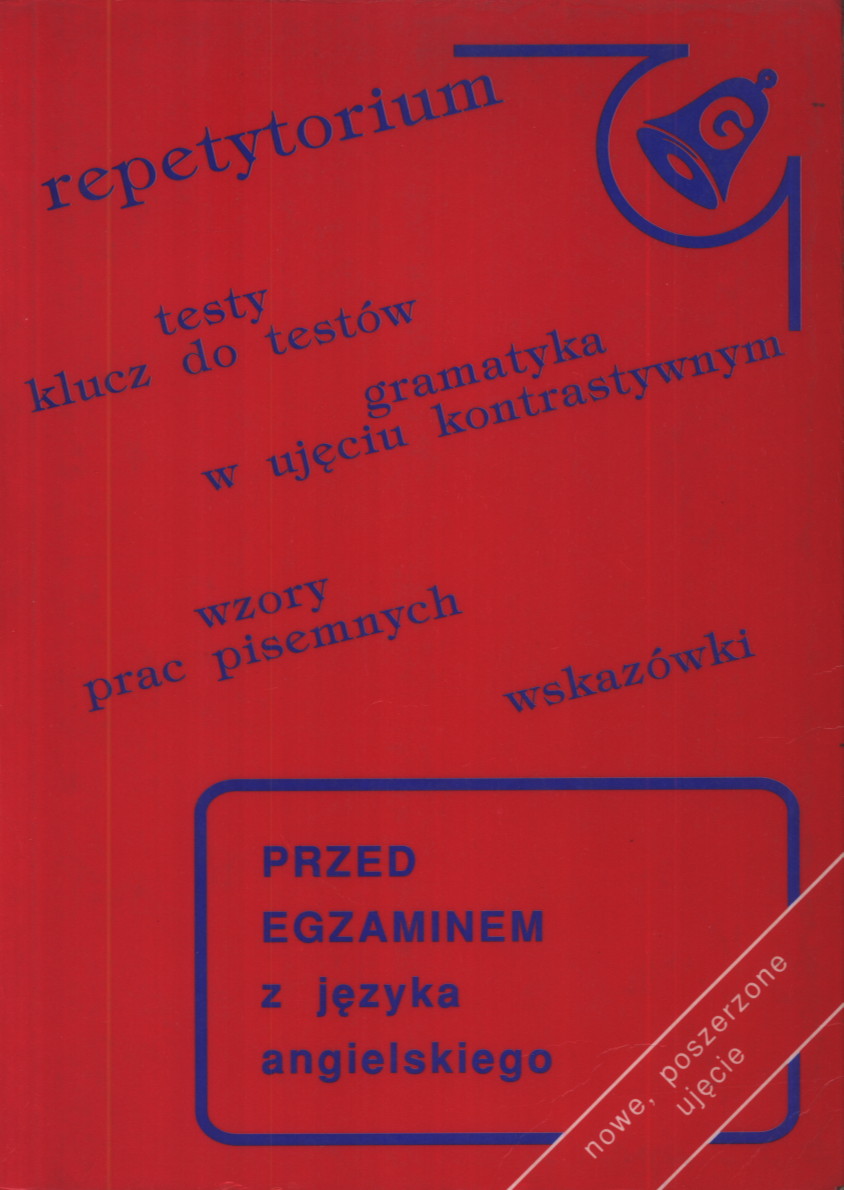 repetytorium
G
testy
klucz do testów
gramatyka
w ujęciu kontrastywnym
wzory
prac pisemnych
wskazówki
PRZED
EGZAMINEM
z języka
angielskiego
nowe, poszerzone
ujęcie